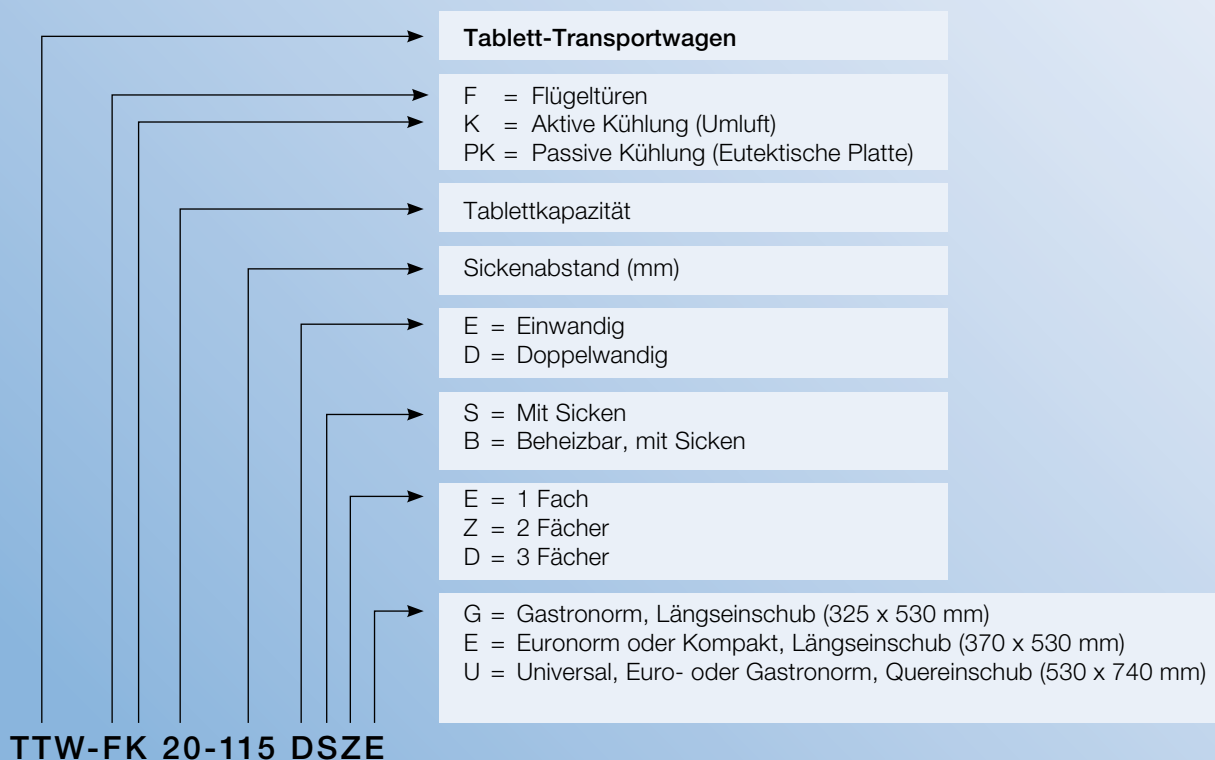 Tablett-Transportwagen
F = Flügeltüren
K = Aktive Kühlung (Umluft)
PK = Passive Kühlung (Eutektische Platte)
Tablettkapazität
Sickenabstand (mm)
E = Einwandig
D = Doppelwandig
S = Mit Sicken
B = Beheizbar, mit Sicken
E = 1 Fach
Z = 2 Fächer
D = 3 Fächer
G = Gastronorm, Längseinschub (325 x 530 mm)
E = Euronorm oder Kompakt, Längseinschub (370 x 530 mm)
U = Universal, Euro- oder Gastronorm, Quereinschub (530 x 740 mm)
TTW-FK 20-115 DSZE